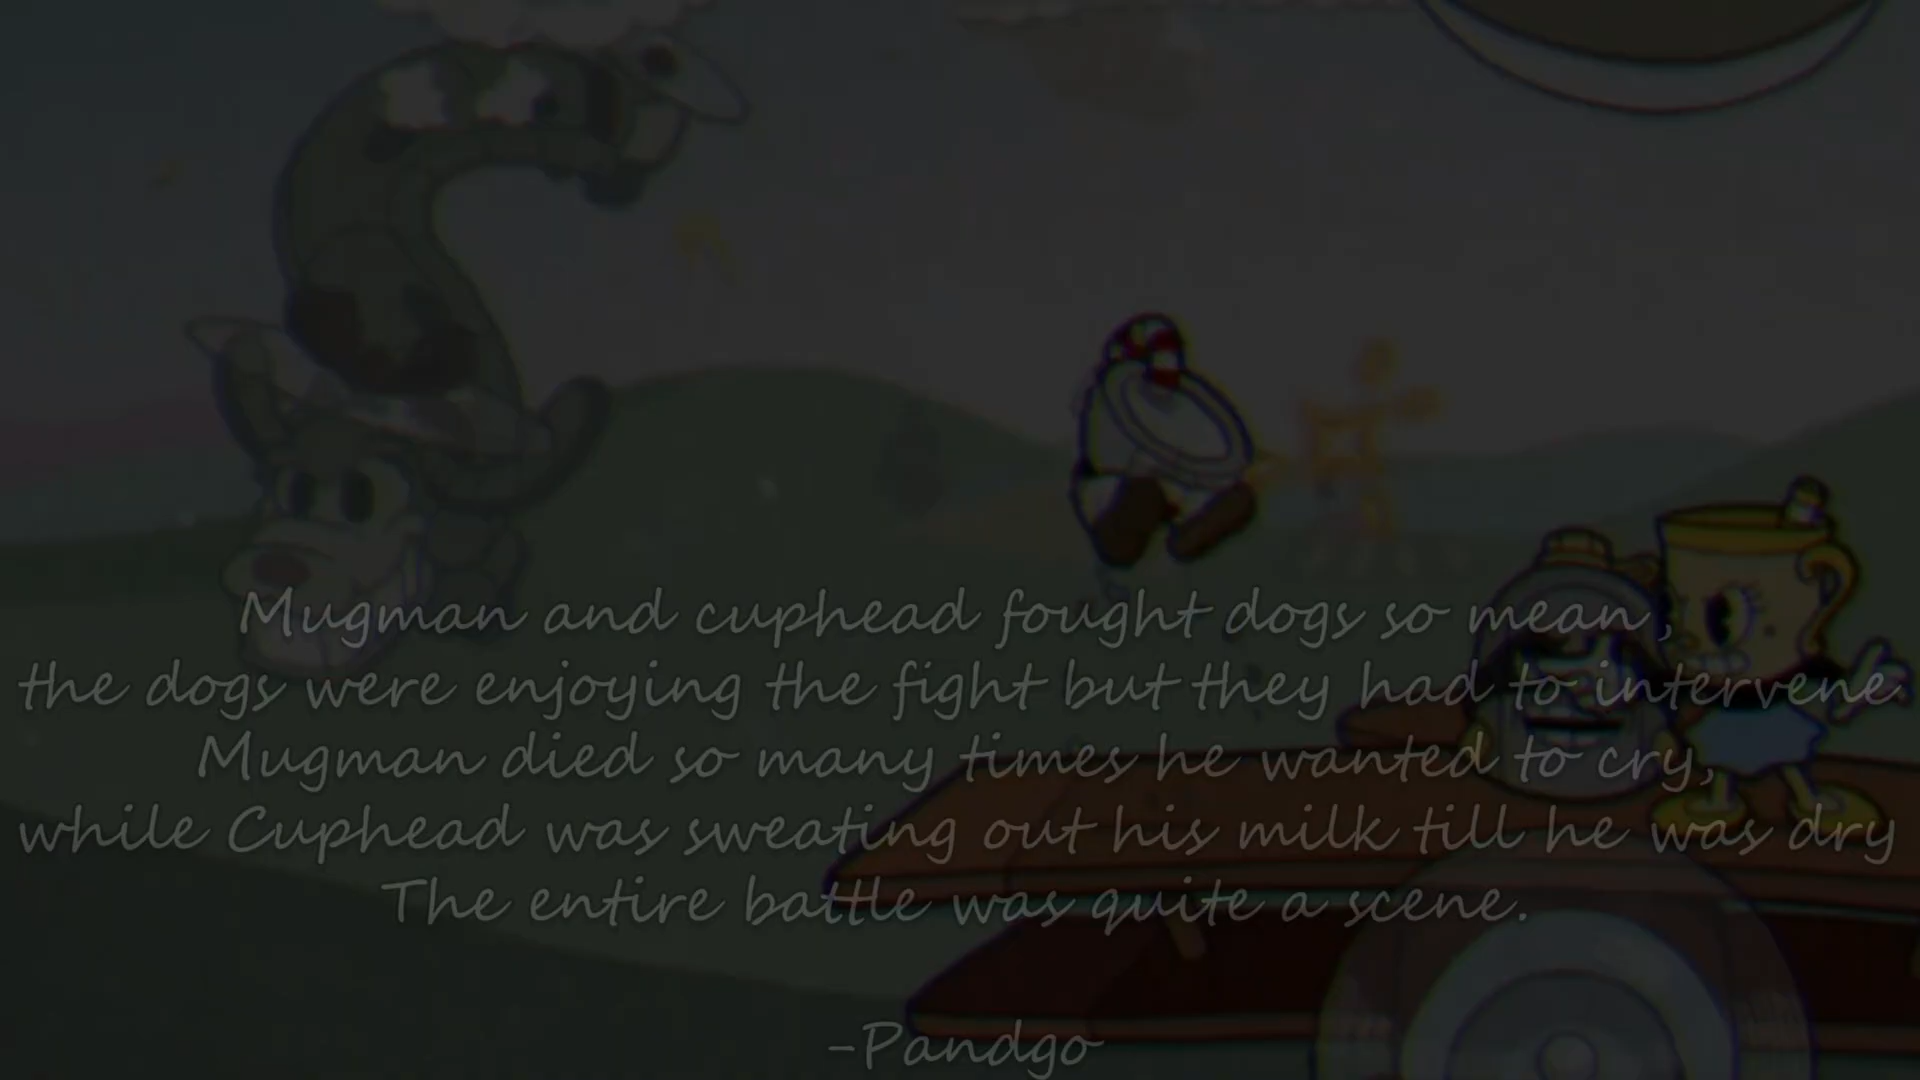 Mugman and cuphead fought dogs so mean,
the dogs were enjoying the fight but they had to intervene
Mugman died so many times he wanted to cry,
while Cuphead was sweating out his milk till he was dry
The entire battle was quite a scene.
-Pandgo